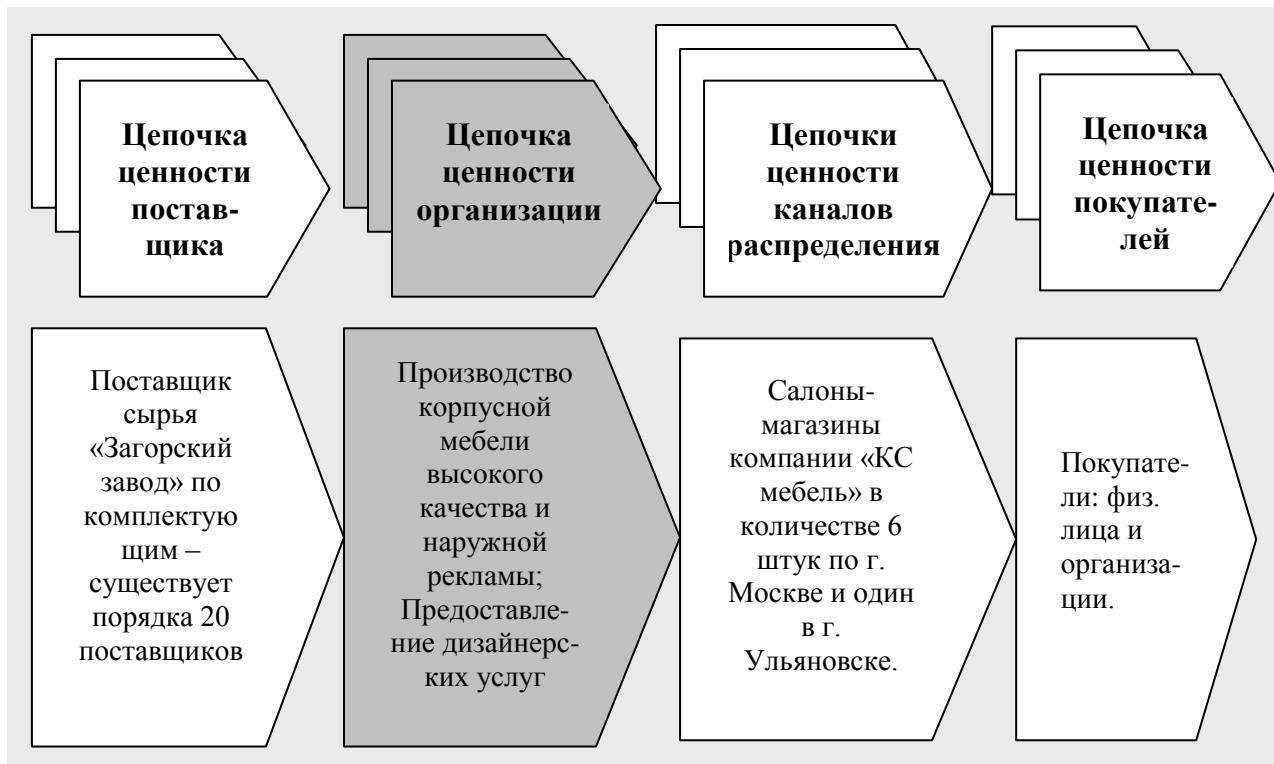 Цепочка
ценности
постав-
щика
Цепочка
ценности
организации
Цепочки
ценности
каналов
распределения
Цепочка
ценности
покупате-
лей
Поставщик
сырья
«Загорский
завод» по
комплектую
щим –
существует
порядка 20
поставщиков
Производство
корпусной
мебели
высокого
качества и
наружной
рекламы;
Предоставле-
ние дизайнерс-
ких услуг
Салоны-
магазины
компании «КС
мебель» в
количестве 6
штук по г.
Москве и один
в г.
Ульяновске.
Покупате-
ли: физ.
лица и
организа-
ции.